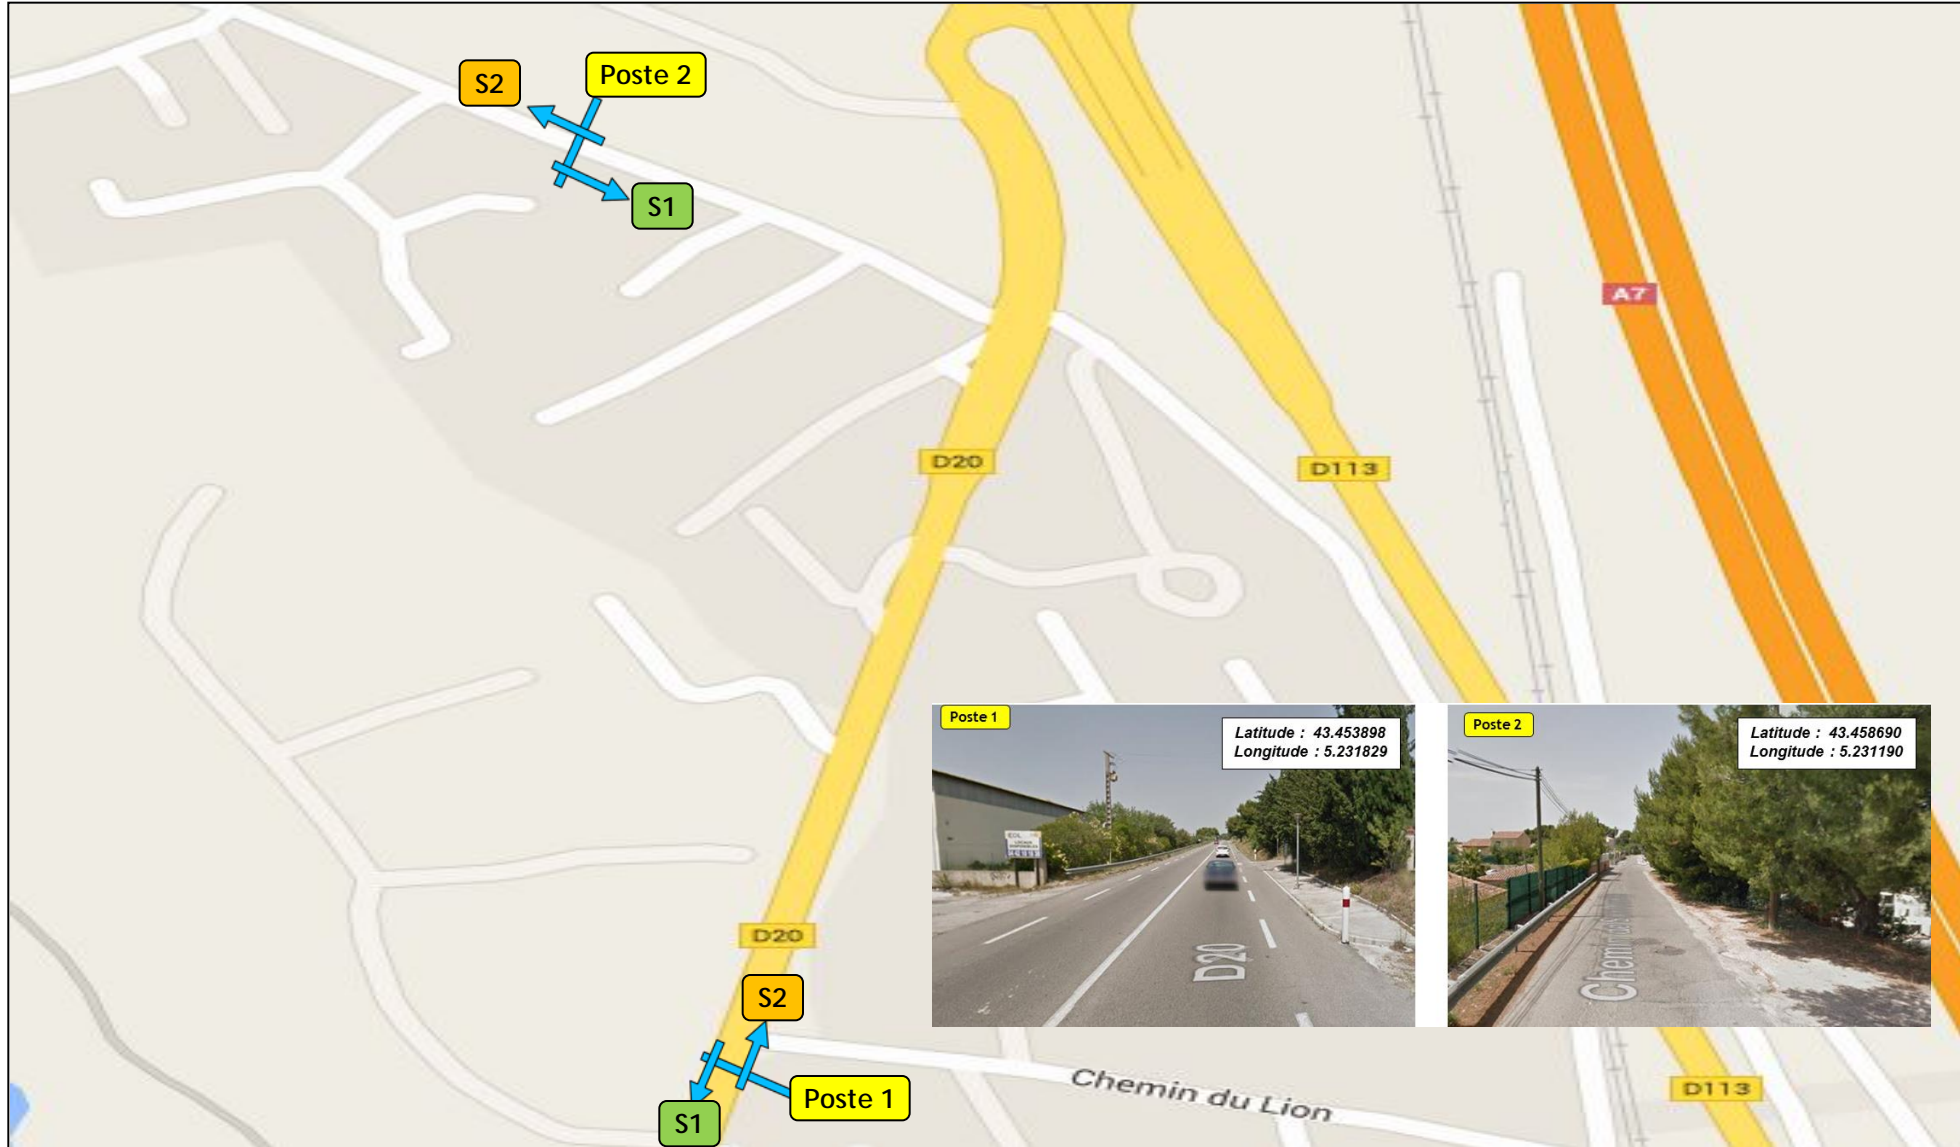 S2
Poste 2
S1
A7
D20
D113
Poste 1
Latitude : 43.453898
Longitude : 5.231829
D20
Poste 2
Latitude : 43.458690
Longitude : 5.231190
Chemin
D20
S2
Poste 1
S1
Chemin du Lion
D113